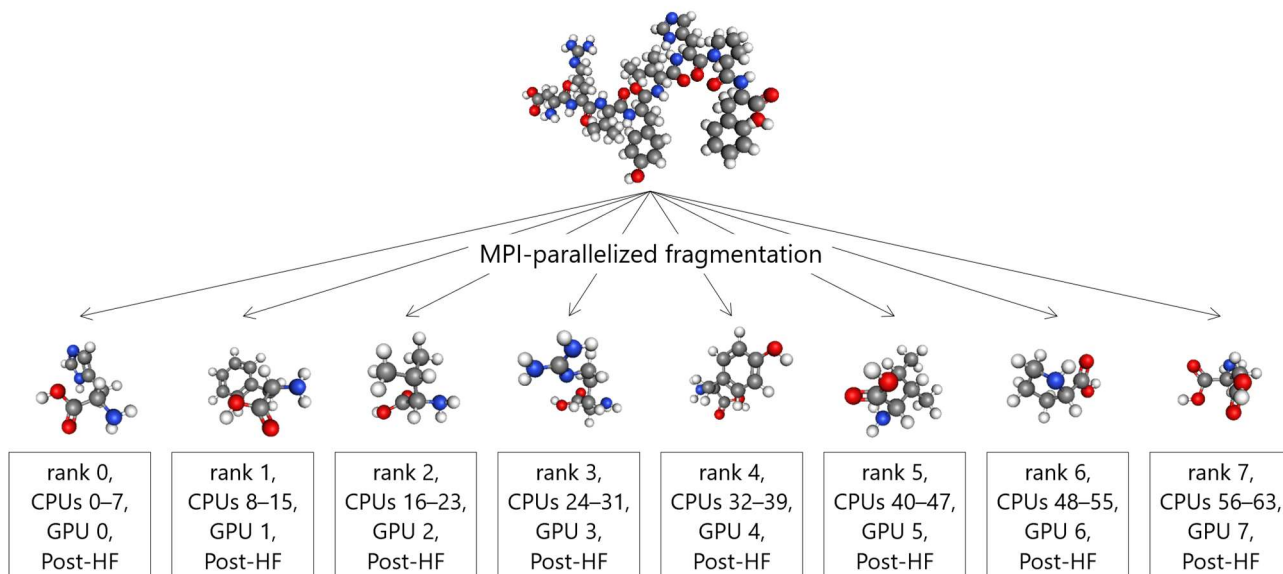 MPI-parallelized fragmentation
rank 0,
CPUs 0–7,
GPU 0,
Post-HF
rank 1,
CPUs 8–15,
GPU 1,
Post-HF
rank 2,
CPUs 16–23,
GPU 2,
Post-HF
rank 3,
CPUs 24–31,
GPU 3,
Post-HF
rank 4,
CPUs 32–39,
GPU 4,
Post-HF
rank 5,
CPUs 40–47,
GPU 5,
Post-HF
rank 6,
CPUs 48–55,
GPU 6,
Post-HF
rank 7,
CPUs 56–63,
GPU 7,
Post-HF